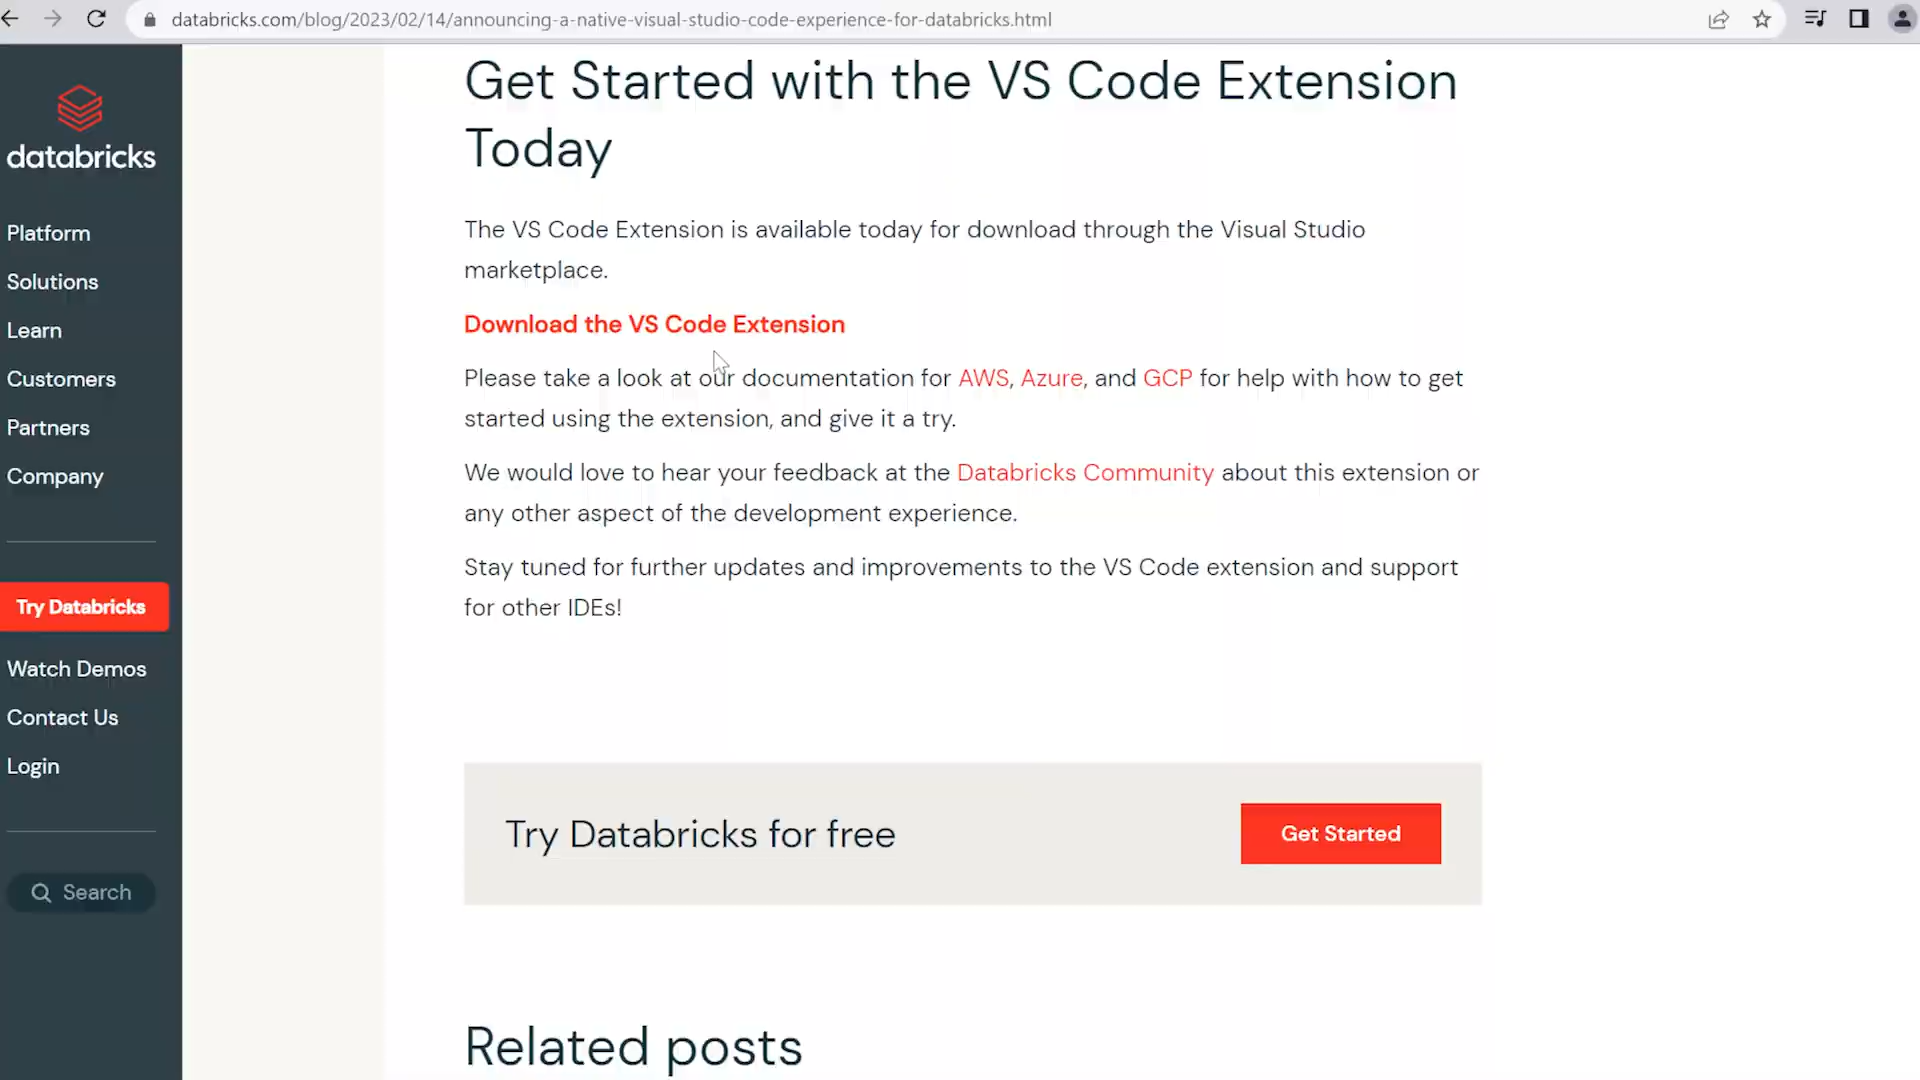 databricks.com/blog/2023/02/14/announcing-a-native-visual-studio-code-experience-for-databricks.html
databricks
Platform
Solutions
Learn
Customers
Partners
Company
Try Databricks
Watch Demos
Contact Us
Login
Search
Get Started with the VS Code Extension
Today
The VS Code Extension is available today for download through the Visual Studio
marketplace.
Download the VS Code Extension
Please take a look at our documentation for AWS, Azure, and GCP for help with how to get
started using the extension, and give it a try.
We would love to hear your feedback at the Databricks Community about this extension or
any other aspect of the development experience.
Stay tuned for further updates and improvements to the VS Code extension and support
for other IDEs!
Try Databricks for free
Get Started
Related posts